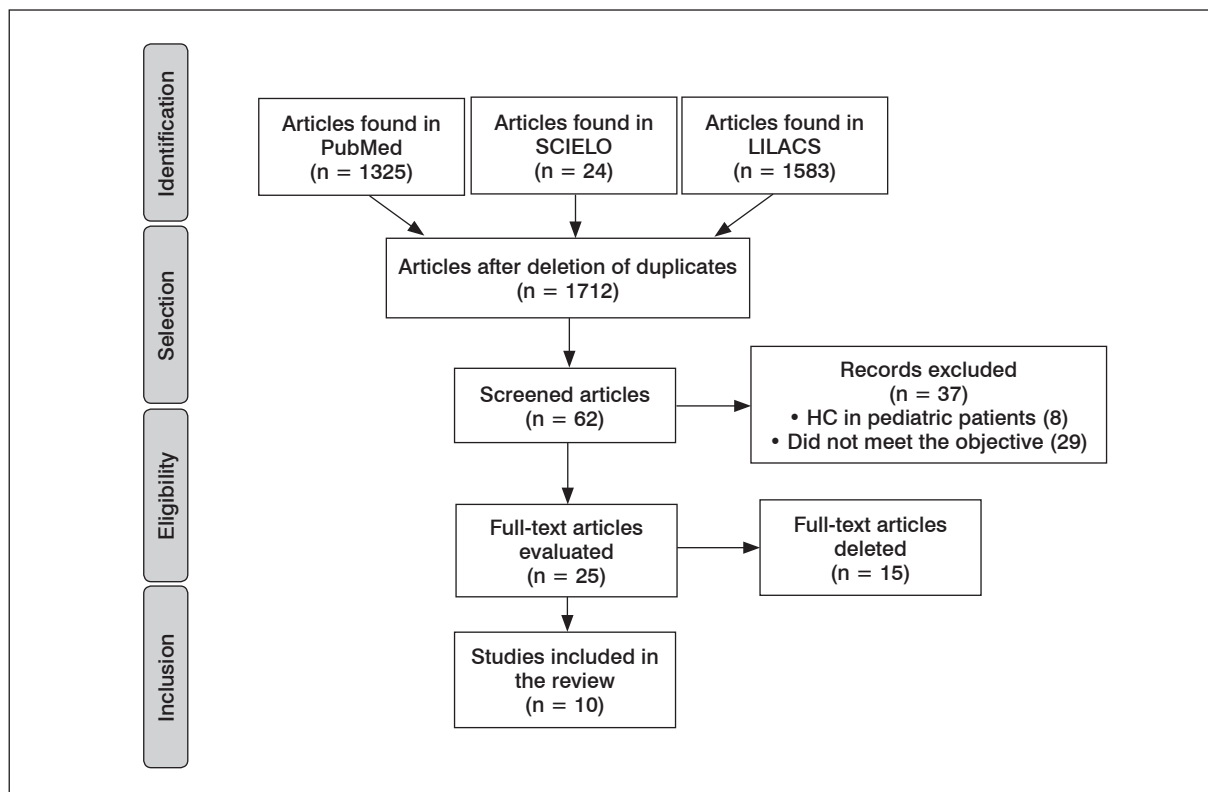 Identification
Articles found in
PubMed
(n = 1325)
Articles found in
SCIELO
(n = 24)
Articles found in
LILACS
(n = 1583)
Selection
Articles after deletion of duplicates
(n = 1712)
Screened articles
(n = 62)
Records excluded
(n = 37)
• HC in pediatric patients (8)
• Did not meet the objective (29)
Eligibility
Full-text articles
evaluated
(n = 25)
Full-text articles
deleted
(n = 15)
Inclusion
Studies included in
the review
(n = 10)